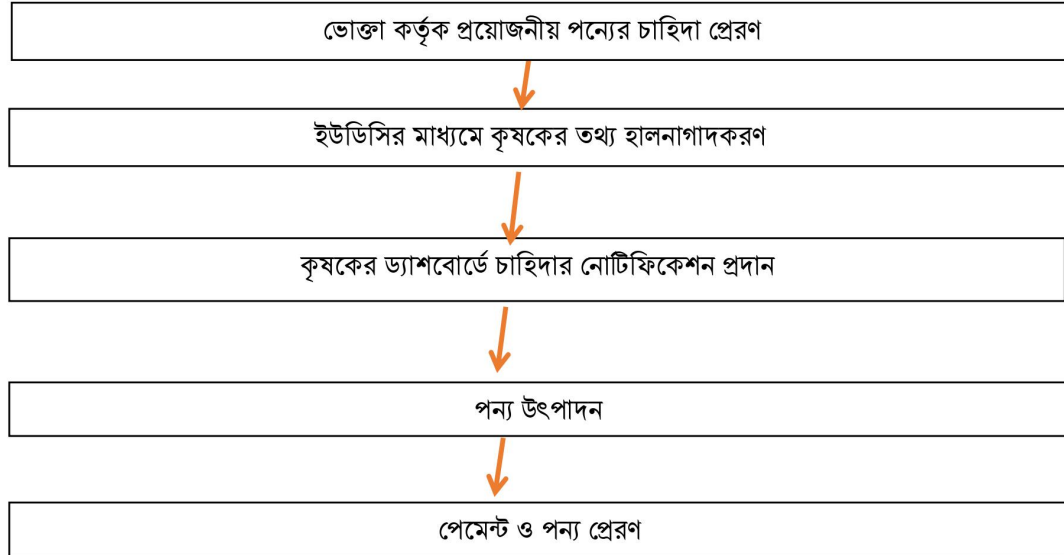 ভোক্তা কর্তৃক প্রয়োজনীয় পন্যের চাহিদা প্রেরণ
ইউডিসির মাধ্যমে কৃষকের তথ্য হালনাগাদকরণ
কৃষকের ড্যাশবোর্ডে চাহিদার নোটিফিকেশন প্রদান
পন্য উৎপাদন
পেমেন্ট ও পন্য প্রেরণ